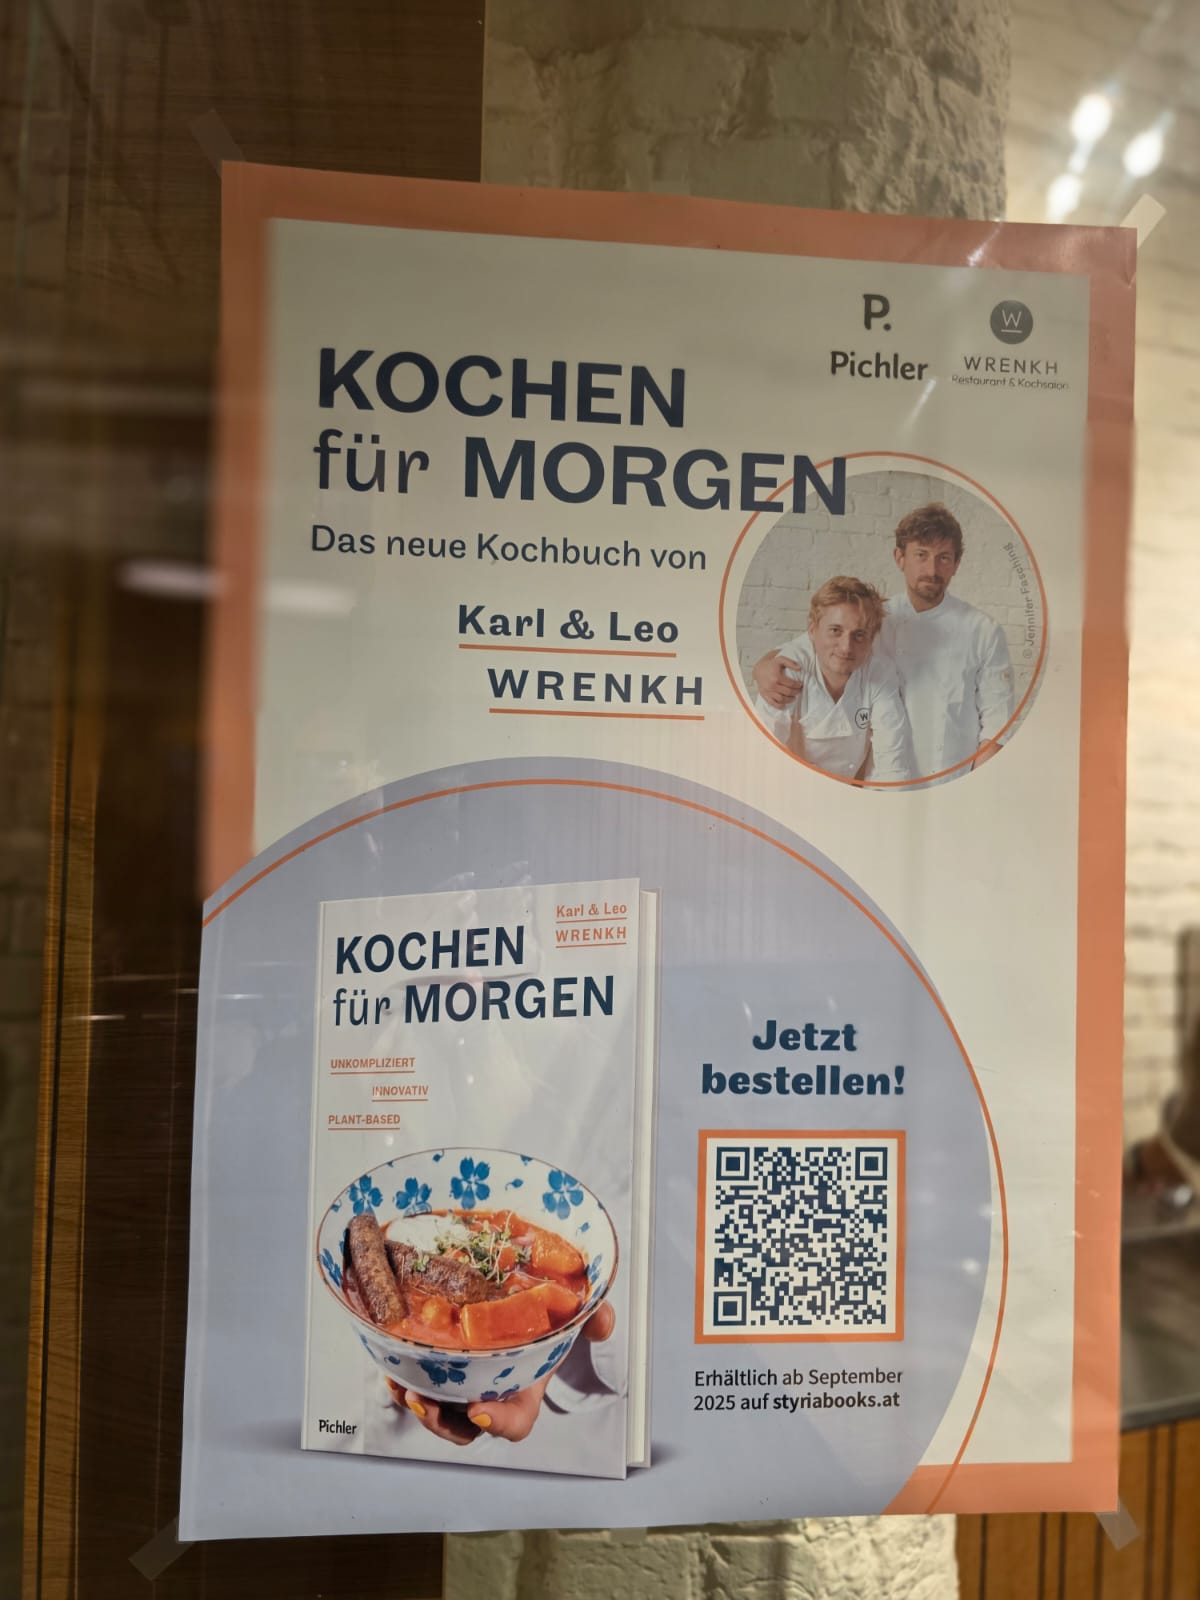 P.
Pichler
W
WRENKH
Restaurant & Kochsalon
KOCHEN
für MORGEN
Das neue Kochbuch von
Karl & Leo
WRENKH
© Jennifer Fasching
W
Karl & Leo
WRENKH
KOCHEN
für MORGEN
UNKOMPLIZIERT
INNOVATIV
PLANT-BASED
Pichler
Jetzt
bestellen!
Erhältlich ab September
2025 auf styriabooks.at